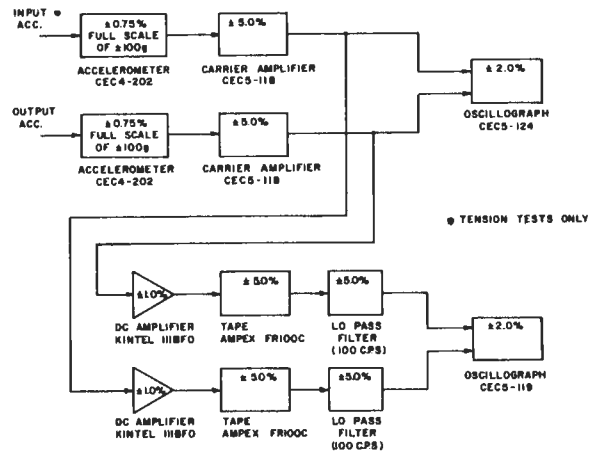 INPUT ●
ACC.
±0.75%
FULL SCALE
OF ±100g
ACCELEROMETER
CEC4-202
± 5.0%
CARRIER AMPLIFIER
CEC5-118
± 2.0%
OSCILLOGRAPH
CEC5-124
OUTPUT
ACC.
±0.75%
FULL SCALE
OF ±100g
ACCELEROMETER
CEC4-202
±5.0%
CARRIER AMPLIFIER
CEC5-118
● TENSION TESTS ONLY
±1.0%
DC AMPLIFIER
KINTEL 111BFO
± 5.0%
TAPE
AMPEX FR100C
±5.0%
LO PASS
FILTER
(100 C.P.S)
±2.0%
OSCILLOGRAPH
CEC5-119
±1.0%
DC AMPLIFIER
KINTEL 111BFO
± 5.0%
TAPE
AMPEX FR100C
±5.0%
LO PASS
FILTER
(100 C.P.S)